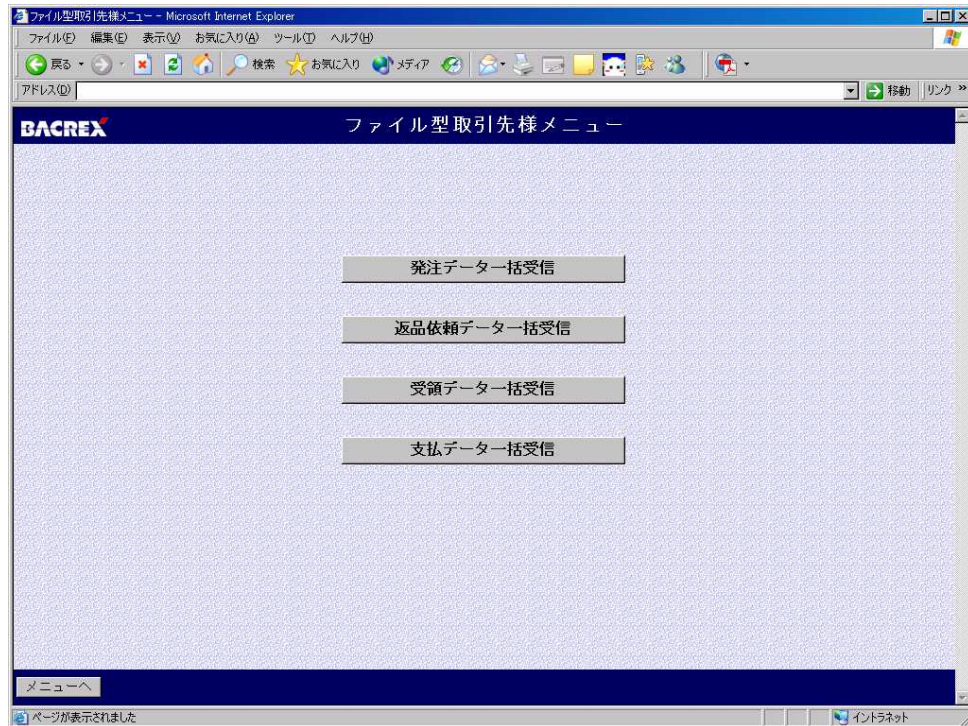 ファイル型取引先様メニュー - Microsoft Internet Explorer
ファイル(F) 編集(E) 表示(V) お気に入り(A) ツール(T) ヘルプ(H)
戻る 検索 お気に入り メディア
アドレス(D) 移動 リンク »
BACREX ファイル型取引先様メニュー
発注データ一括受信
返品依頼データ一括受信
受領データ一括受信
支払データ一括受信
メニューへ
ページが表示されました イントラネット